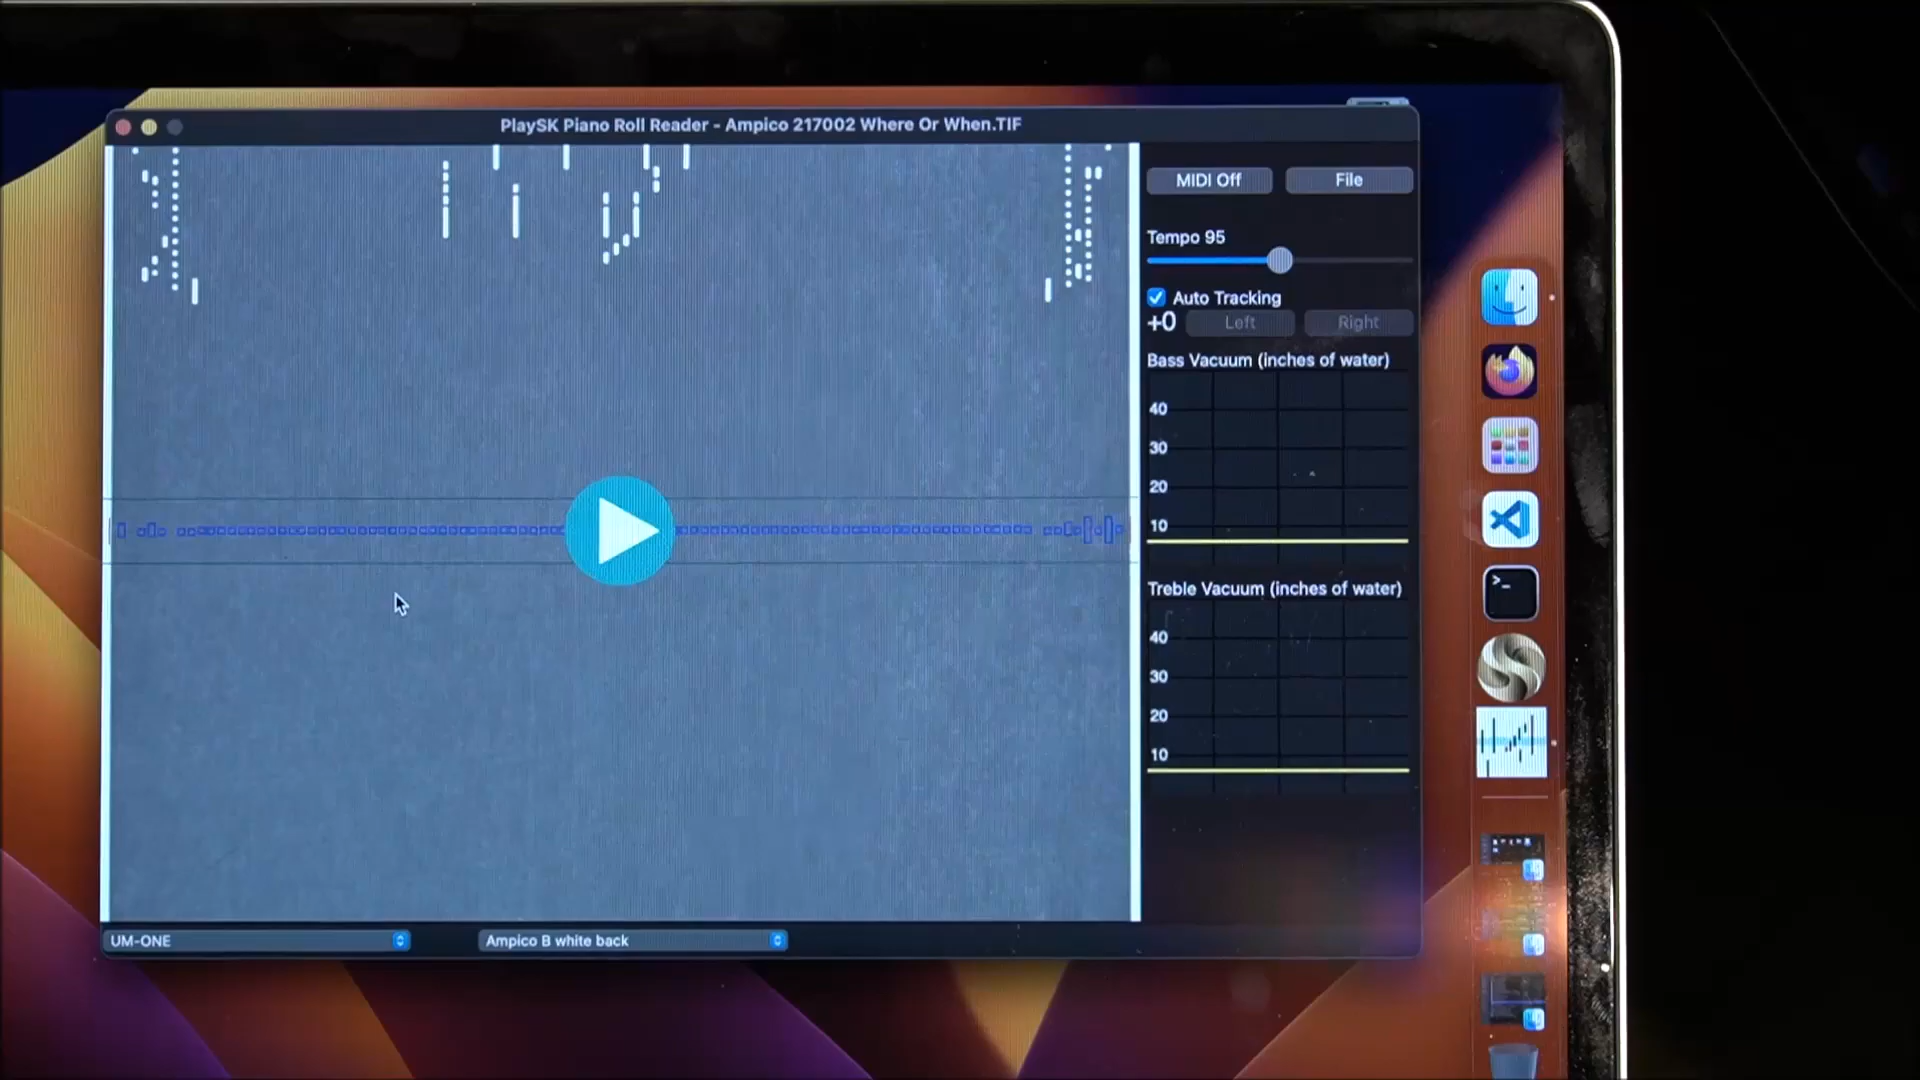 PlaySK Piano Roll Reader - Ampico 217002 Where Or When.TIF
MIDI Off
File
Tempo 95
Auto Tracking
+0
Left
Right
Bass Vacuum (inches of water)
40
30
20
10
Treble Vacuum (inches of water)
40
30
20
10
UM-ONE
Ampico B white back